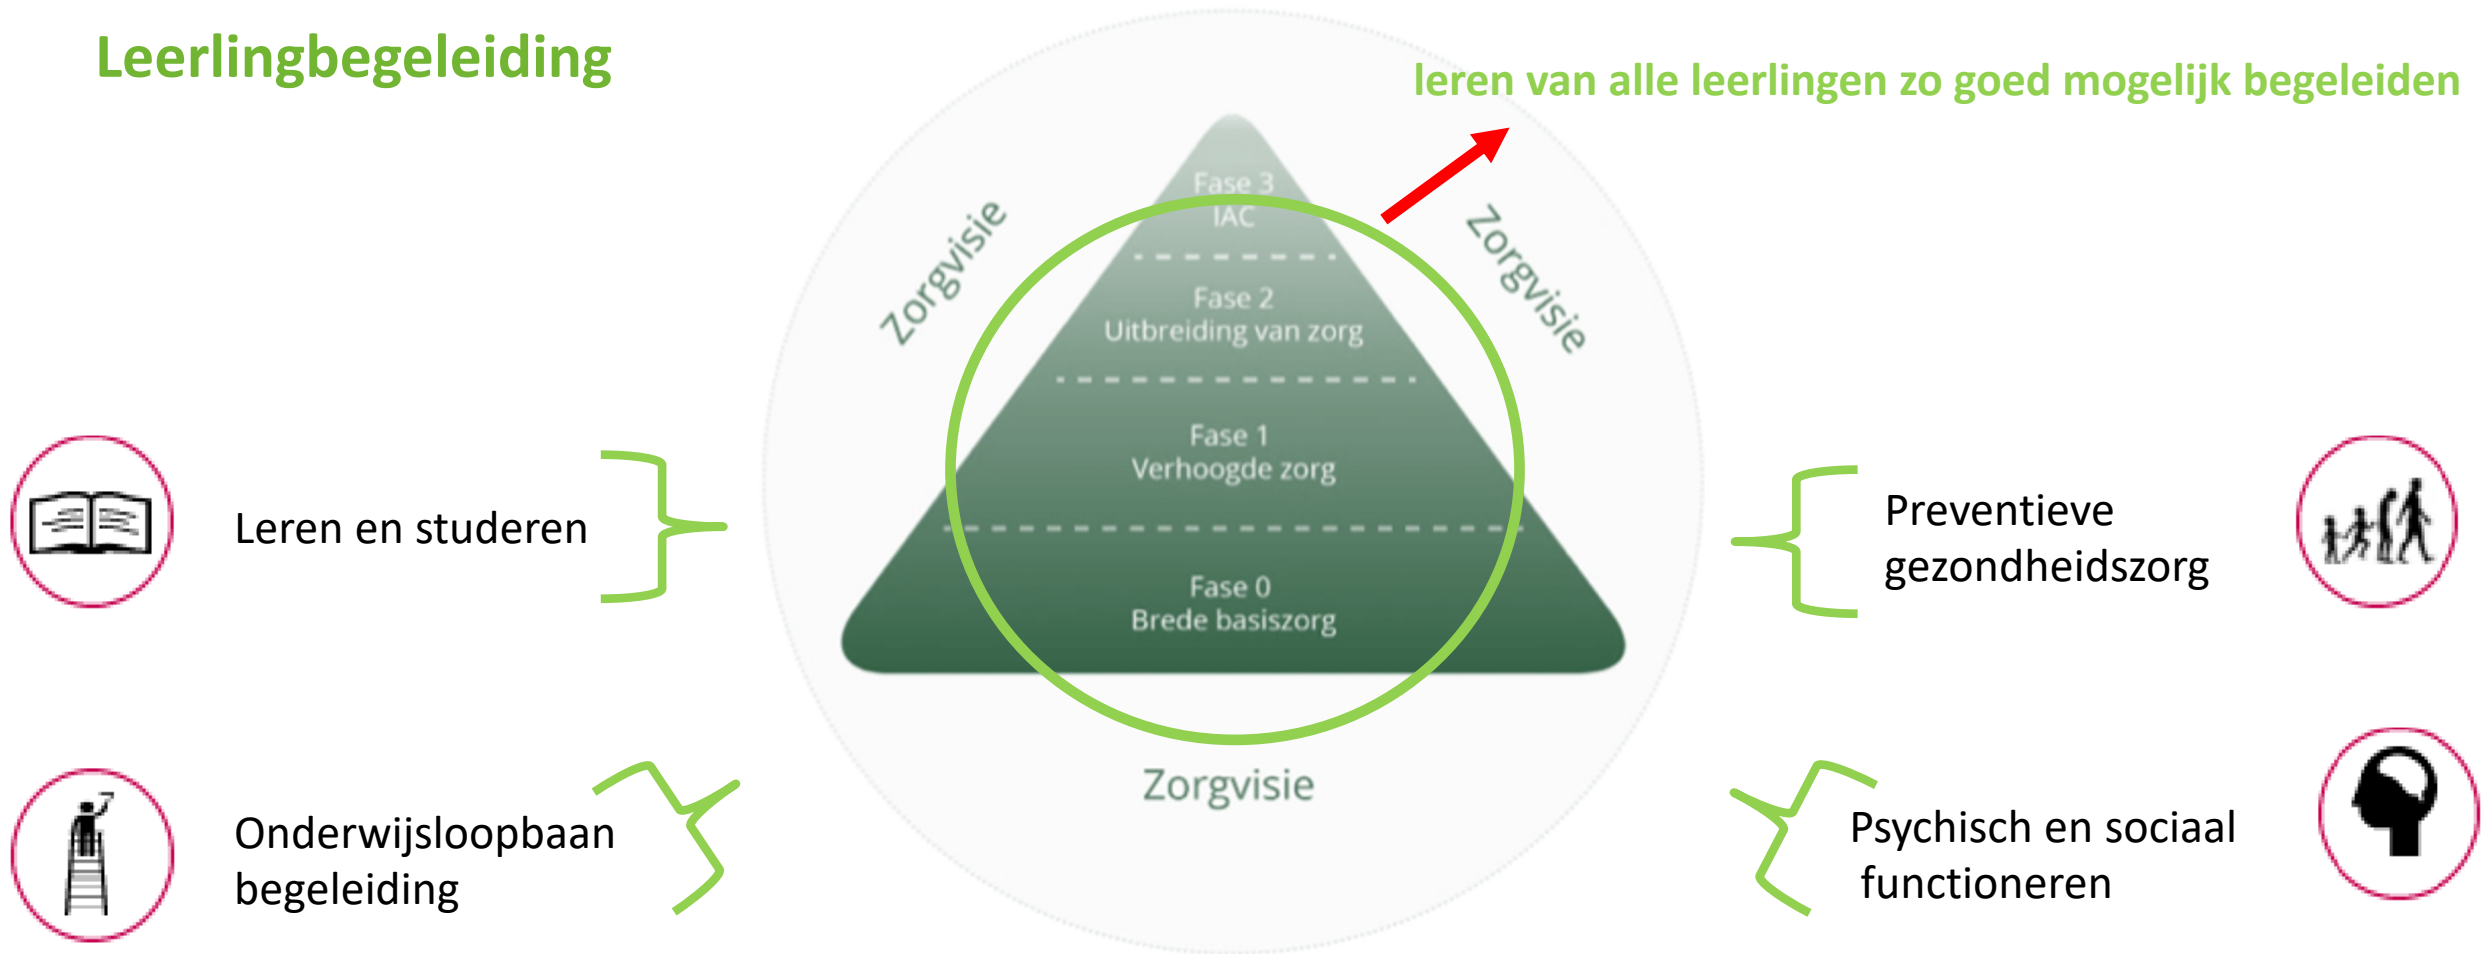 Leerlingbegeleiding
leren van alle leerlingen zo goed mogelijk begeleiden
Zorgvisie
Zorgvisie
Fase 3
IAC
Fase 2
Uitbreiding van zorg
Fase 1
Verhoogde zorg
Fase 0
Brede basiszorg
Zorgvisie
Leren en studeren
Onderwijsloopbaan
begeleiding
Preventieve
gezondheidszorg
Psychisch en sociaal
functioneren